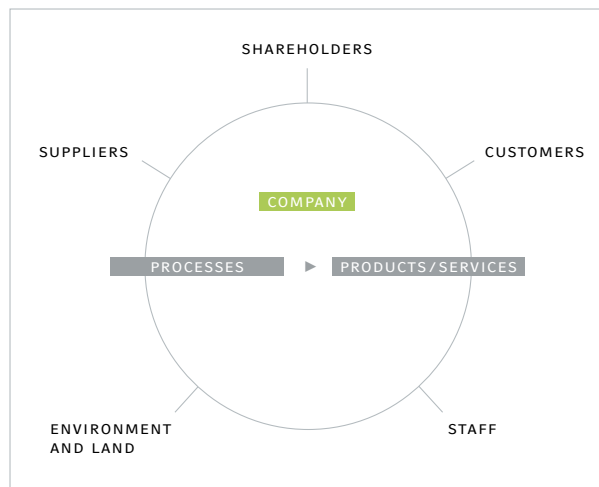 SHAREHOLDERS
SUPPLIERS
CUSTOMERS
COMPANY
PROCESSES
PRODUCTS/SERVICES
ENVIRONMENT
AND LAND
STAFF